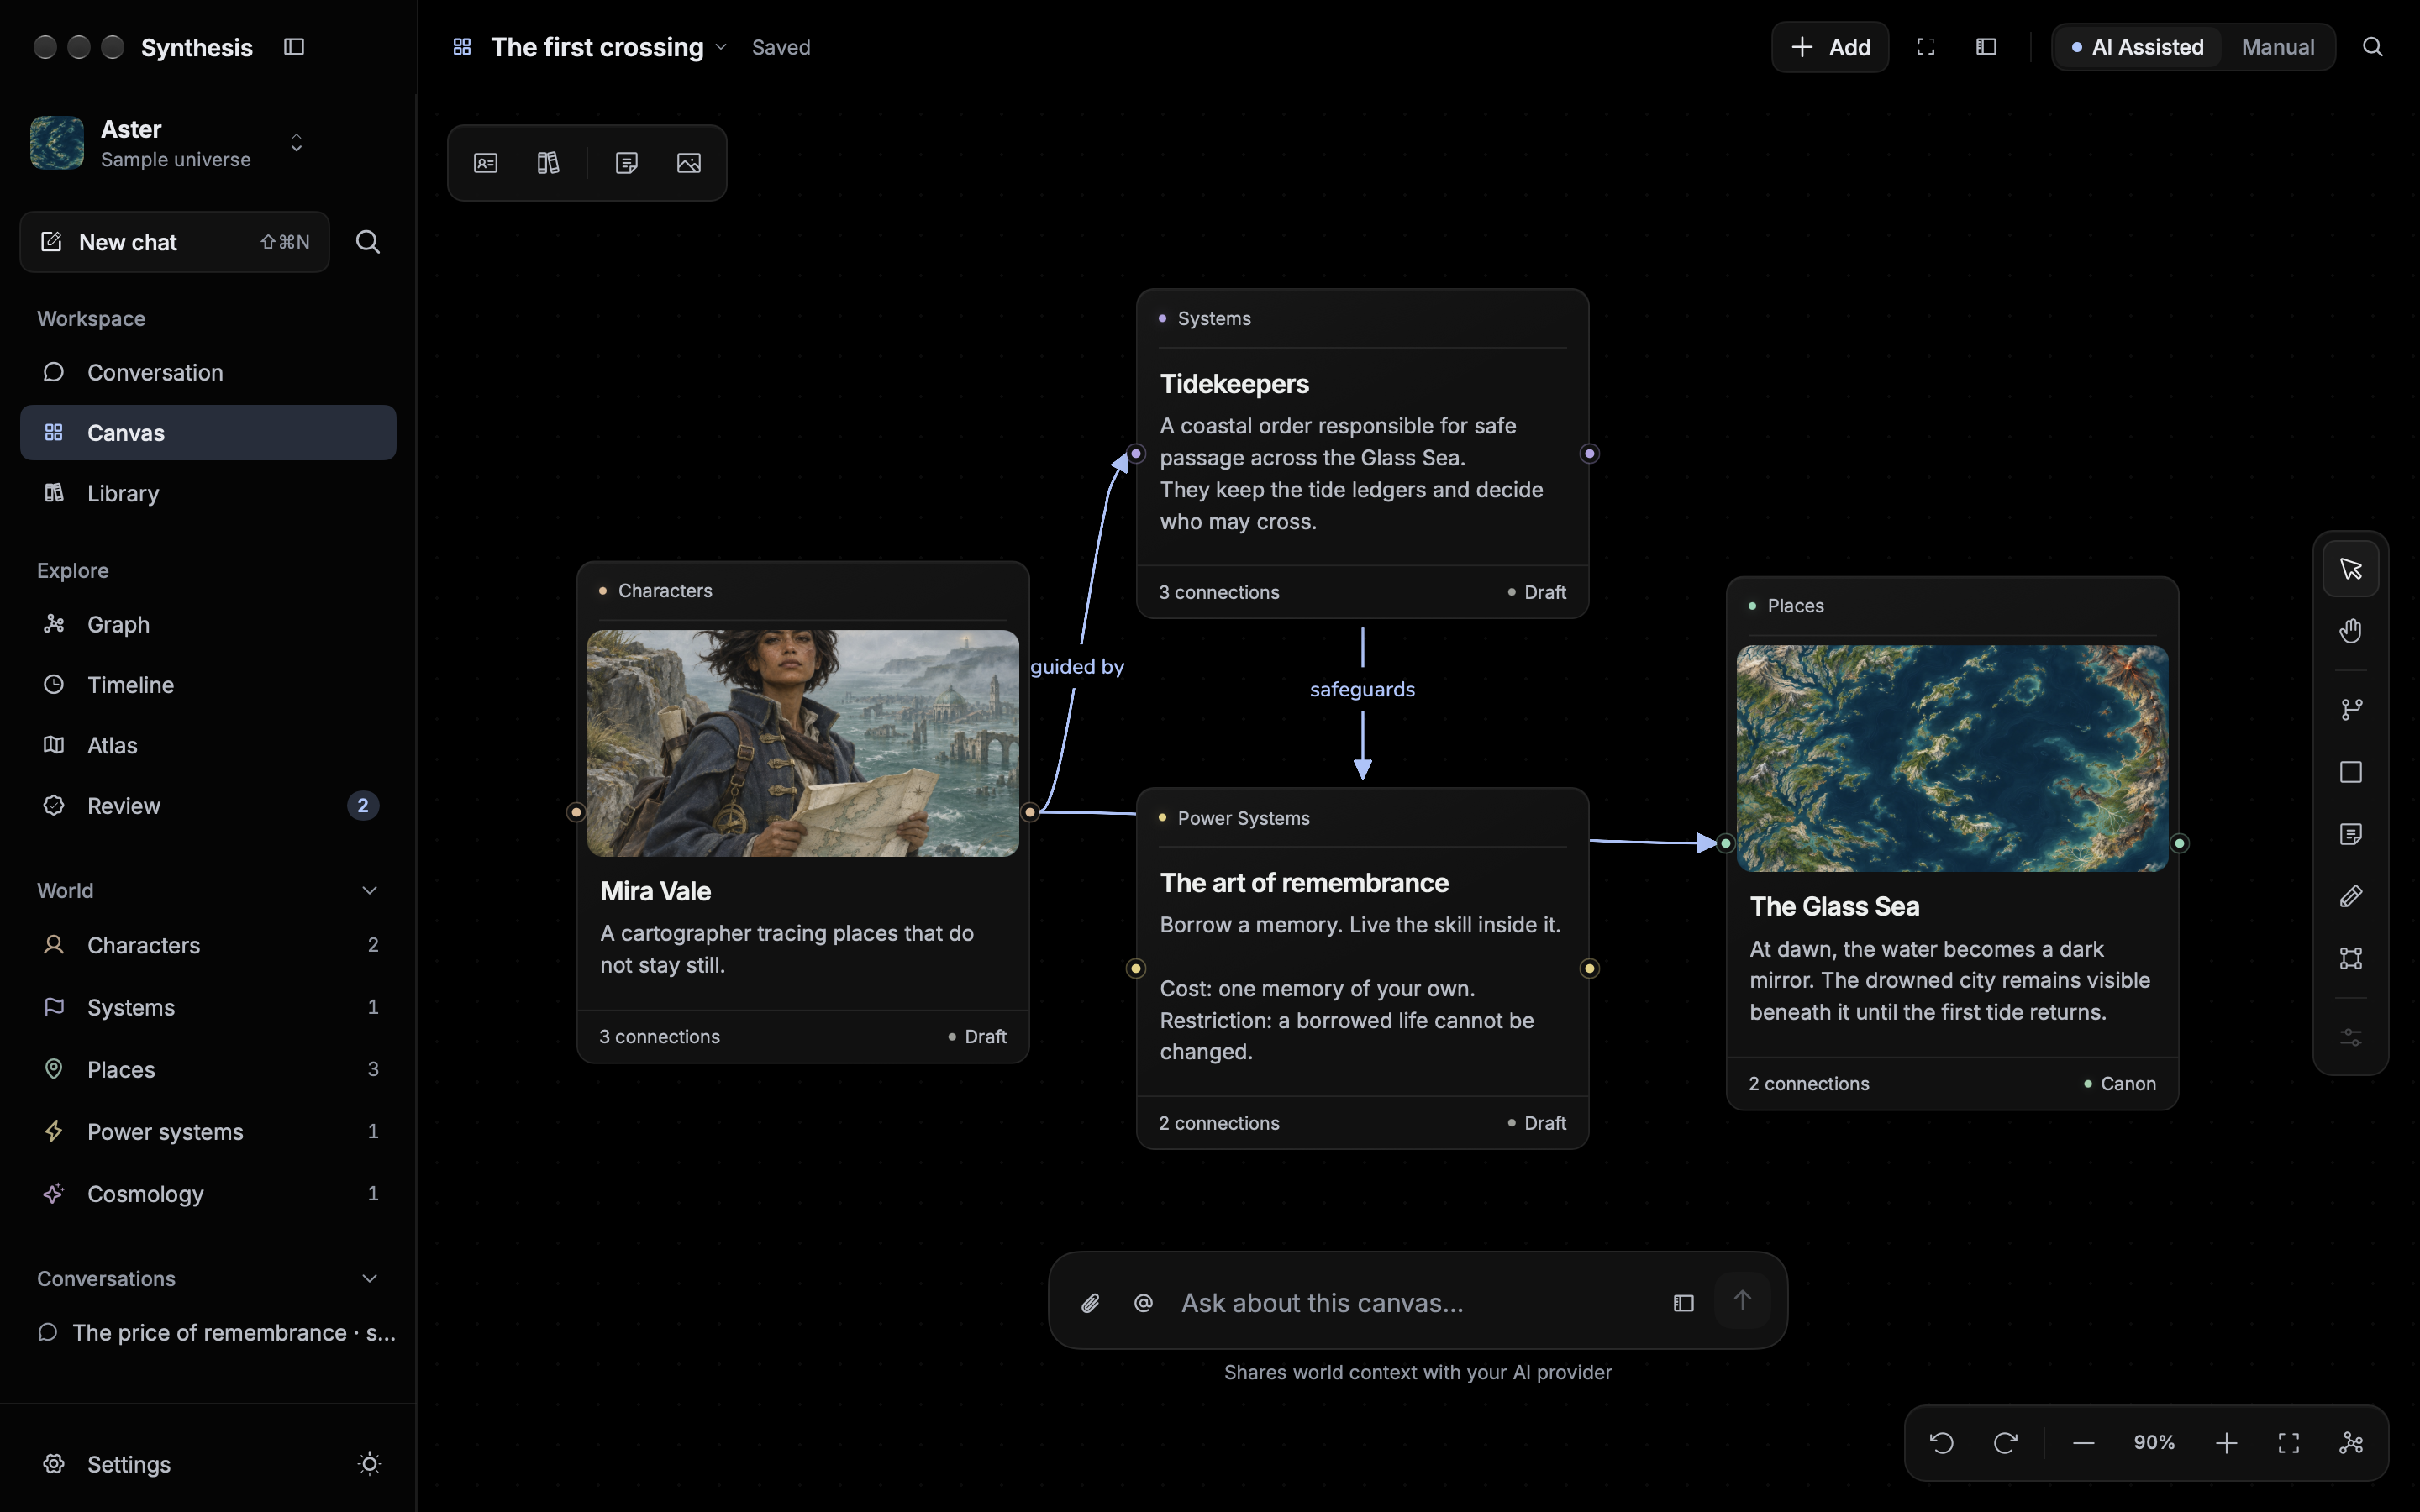 Synthesis
Aster
Sample universe
New chat ⇧⌘N
Workspace
Conversation
Canvas
Library
Explore
Graph
Timeline
Atlas
Review 2
World
Characters 2
Systems 1
Places 3
Power systems 1
Cosmology 1
Conversations
The price of remembrance · s...
Settings
The first crossing Saved
Add
AI Assisted Manual
Systems
Tidekeepers
A coastal order responsible for safe
passage across the Glass Sea.
They keep the tide ledgers and decide
who may cross.
3 connections Draft
Characters
Mira Vale
A cartographer tracing places that do
not stay still.
3 connections Draft
guided by
safeguards
Power Systems
The art of remembrance
Borrow a memory. Live the skill inside it.
Cost: one memory of your own.
Restriction: a borrowed life cannot be
changed.
2 connections Draft
Places
The Glass Sea
At dawn, the water becomes a dark
mirror. The drowned city remains visible
beneath it until the first tide returns.
2 connections Canon
@ Ask about this canvas...
Shares world context with your AI provider
90%